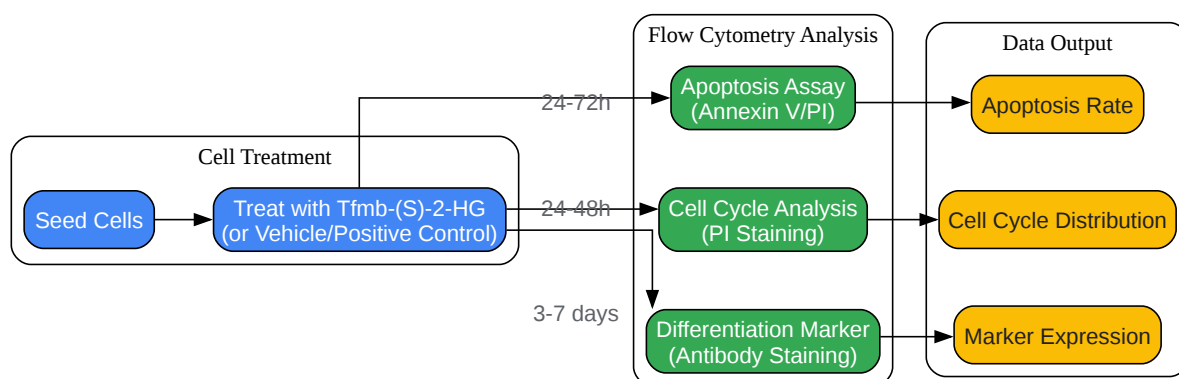 Flow Cytometry Analysis
Data Output
24-72h
Apoptosis Assay
(Annexin V/PI)
Apoptosis Rate
Cell Treatment
Seed Cells
Treat with Tfmb-(S)-2-HG
(or Vehicle/Positive Control)
24-48h
Cell Cycle Analysis
(PI Staining)
Cell Cycle Distribution
3-7 days
Differentiation Marker
(Antibody Staining)
Marker Expression